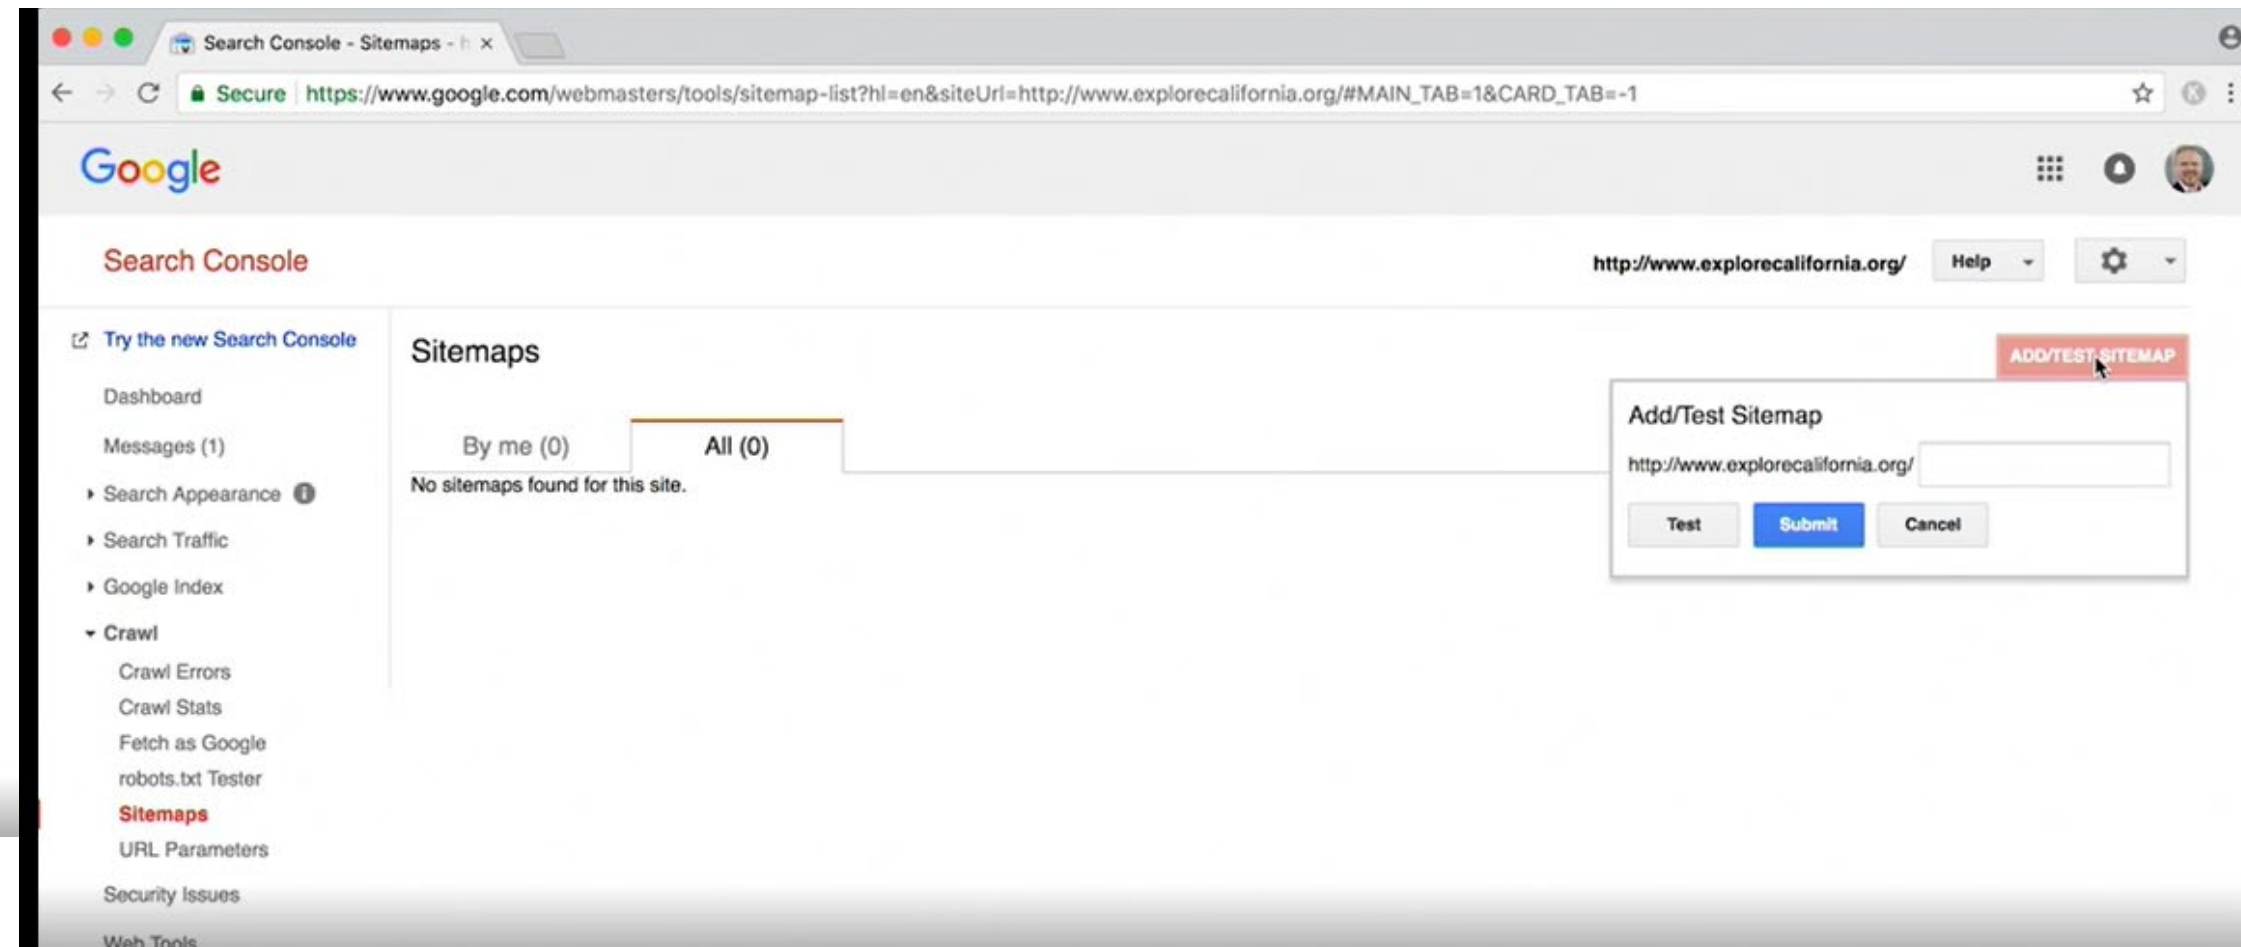 Search Console - Sitemaps - h
Secure https://www.google.com/webmasters/tools/sitemap-list?hl=en&siteUrl=http://www.explorecalifornia.org/#MAIN_TAB=1&CARD_TAB=-1
Google
Search Console
http://www.explorecalifornia.org/ Help
Try the new Search Console
Dashboard
Messages (1)
Search Appearance
Search Traffic
Google Index
Crawl
Crawl Errors
Crawl Stats
Fetch as Google
robots.txt Tester
Sitemaps
URL Parameters
Security Issues
Web Tools
Sitemaps
ADD/TEST SITEMAP
By me (0) All (0)
No sitemaps found for this site.
Add/Test Sitemap
http://www.explorecalifornia.org/
Test Submit Cancel